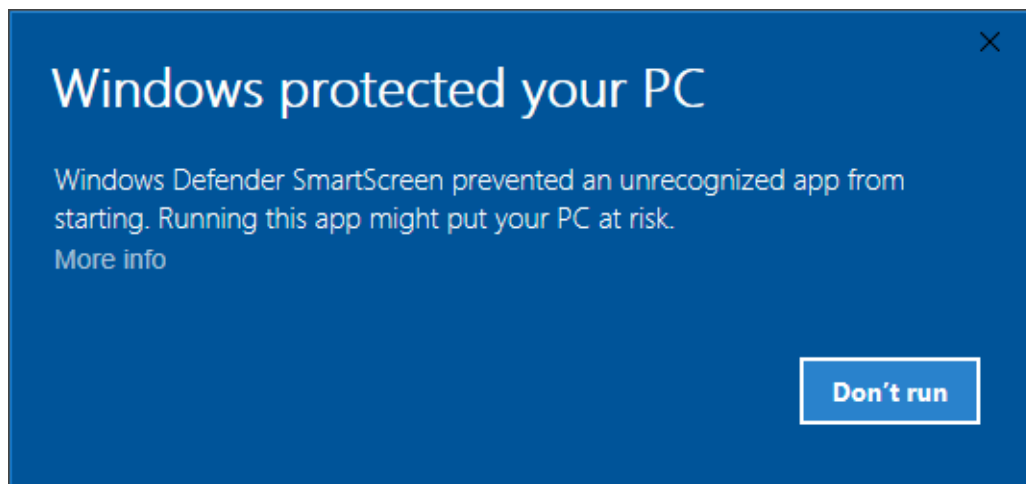 Windows protected your PC
Windows Defender SmartScreen prevented an unrecognized app from
starting. Running this app might put your PC at risk.
More info
Don’t run